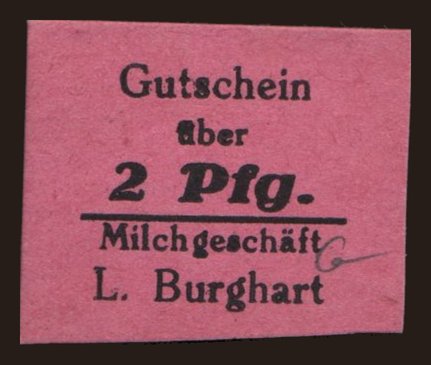 Gutschein
über
2 Pfg.
Milchgeschäft
L. Burghart